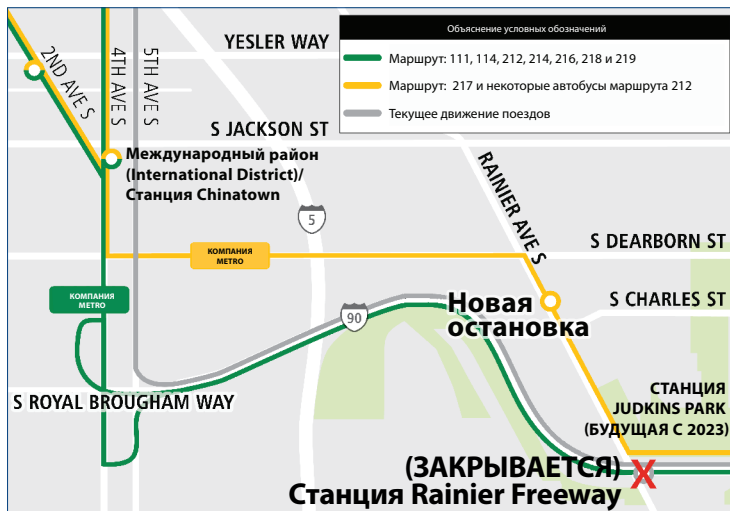 Объяснение условных обозначений
Маршрут: 111, 114, 212, 214, 216, 218 и 219
Маршрут: 217 и некоторые автобусы маршрута 212
Текущее движение поездов
YESLER WAY
2ND AVE S
4TH AVE S
5TH AVE S
S JACKSON ST
Международный район
(International District)/
Станция Chinatown
RAINIER AVE S
5
S DEARBORN ST
КОМПАНИЯ
METRO
КОМПАНИЯ
METRO
Новая
остановка
S CHARLES ST
90
S ROYAL BROUGHAM WAY
СТАНЦИЯ
JUDKINS PARK
(БУДУЩАЯ С 2023)
(ЗАКРЫВАЕТСЯ)
Станция Rainier Freeway
X